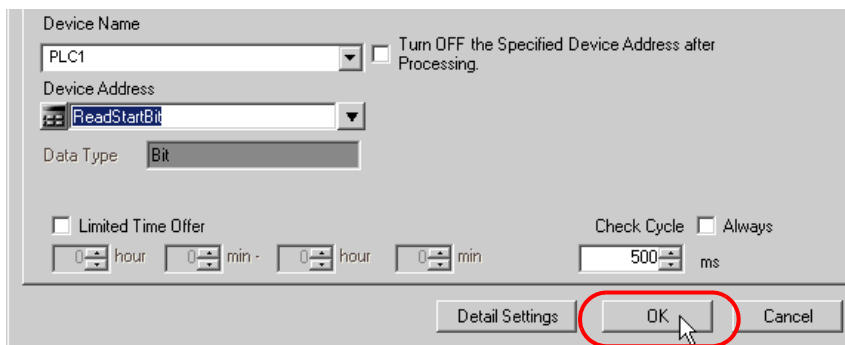 Device Name
PLC1
Turn OFF the Specified Device Address after
Processing.
Device Address
ReadStartBit
Data Type Bit
Limited Time Offer
Check Cycle Always
0 hour 0 min - 0 hour 0 min
500 ms
Detail Settings OK Cancel